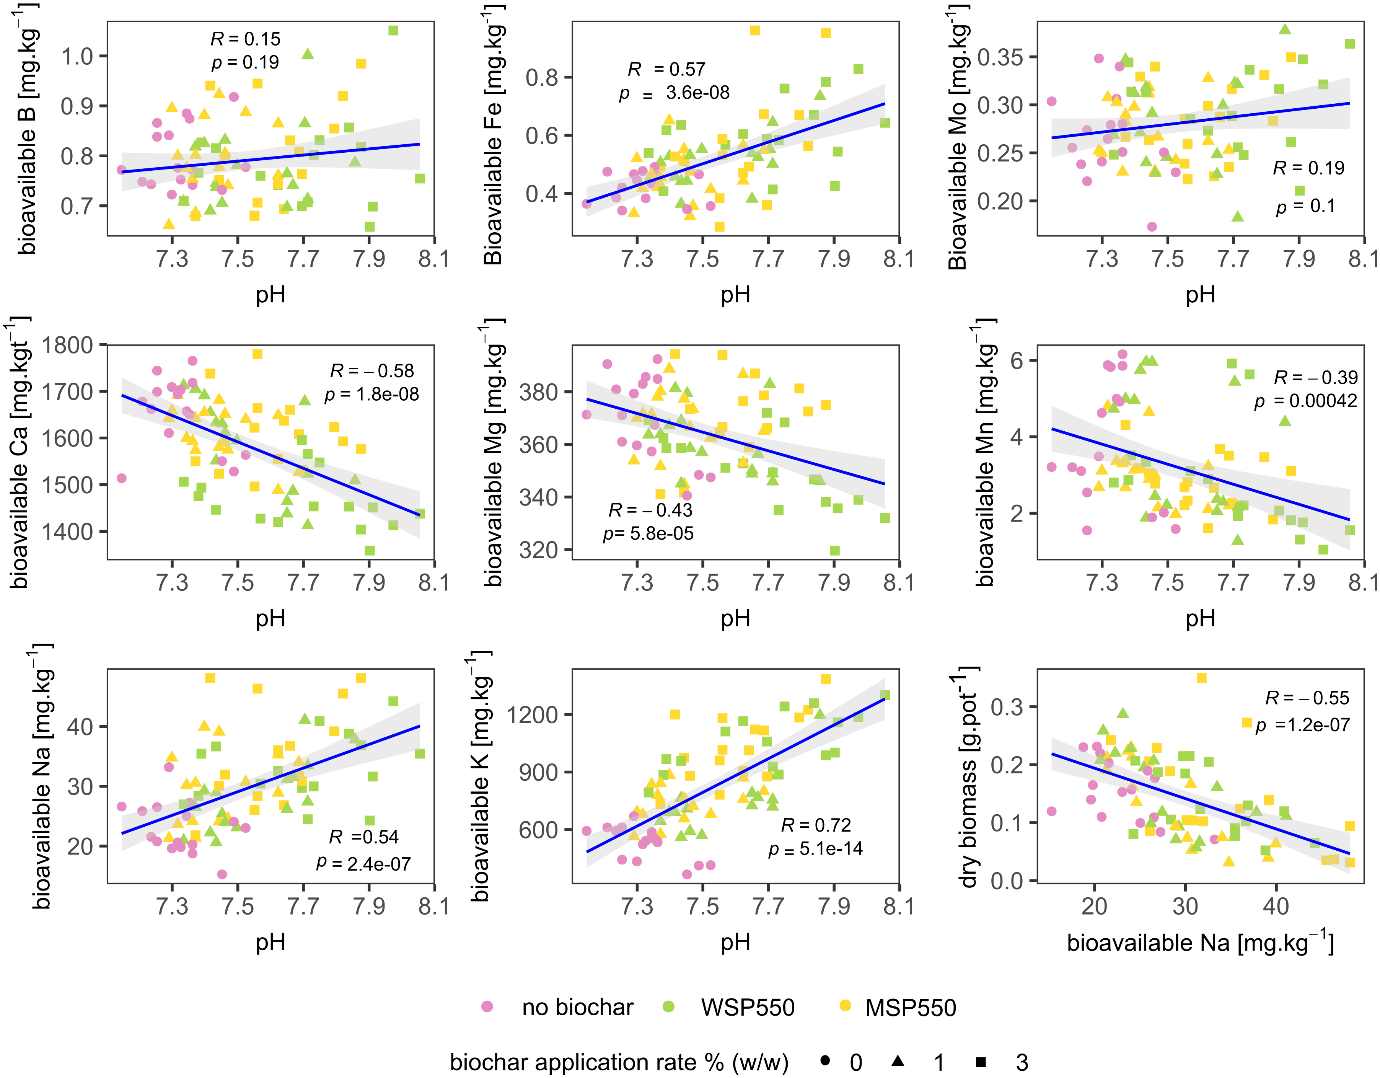 bioavailable B [mg.kg⁻¹]
1.0
0.9
0.8
0.7
R = 0.15
p = 0.19
7.3 7.5 7.7 7.9 8.1
pH
Bioavailable Fe [mg.kg⁻¹]
0.8
0.6
0.4
R = 0.57
p = 3.6e-08
7.3 7.5 7.7 7.9 8.1
pH
Bioavailable Mo [mg.kg⁻¹]
0.35
0.30
0.25
0.20
R = 0.19
p = 0.1
7.3 7.5 7.7 7.9 8.1
pH
bioavailable Ca [mg.kgt⁻¹]
1800
1700
1600
1500
1400
R = −0.58
p = 1.8e-08
7.3 7.5 7.7 7.9 8.1
pH
bioavailable Mg [mg.kg⁻¹]
380
360
340
320
R = −0.43
p = 5.8e-05
7.3 7.5 7.7 7.9 8.1
pH
bioavailable Mn [mg.kg⁻¹]
6
4
2
R = −0.39
p = 0.00042
7.3 7.5 7.7 7.9 8.1
pH
bioavailable Na [mg.kg⁻¹]
40
30
20
R =0.54
p = 2.4e-07
7.3 7.5 7.7 7.9 8.1
pH
bioavailable K [mg.kg⁻¹]
1200
900
600
R = 0.72
p = 5.1e-14
7.3 7.5 7.7 7.9 8.1
pH
dry biomass [g.pot⁻¹]
0.3
0.2
0.1
0.0
R = −0.55
p =1.2e-07
20 30 40
bioavailable Na [mg.kg⁻¹]
no biochar WSP550 MSP550
biochar application rate % (w/w) 0 1 3